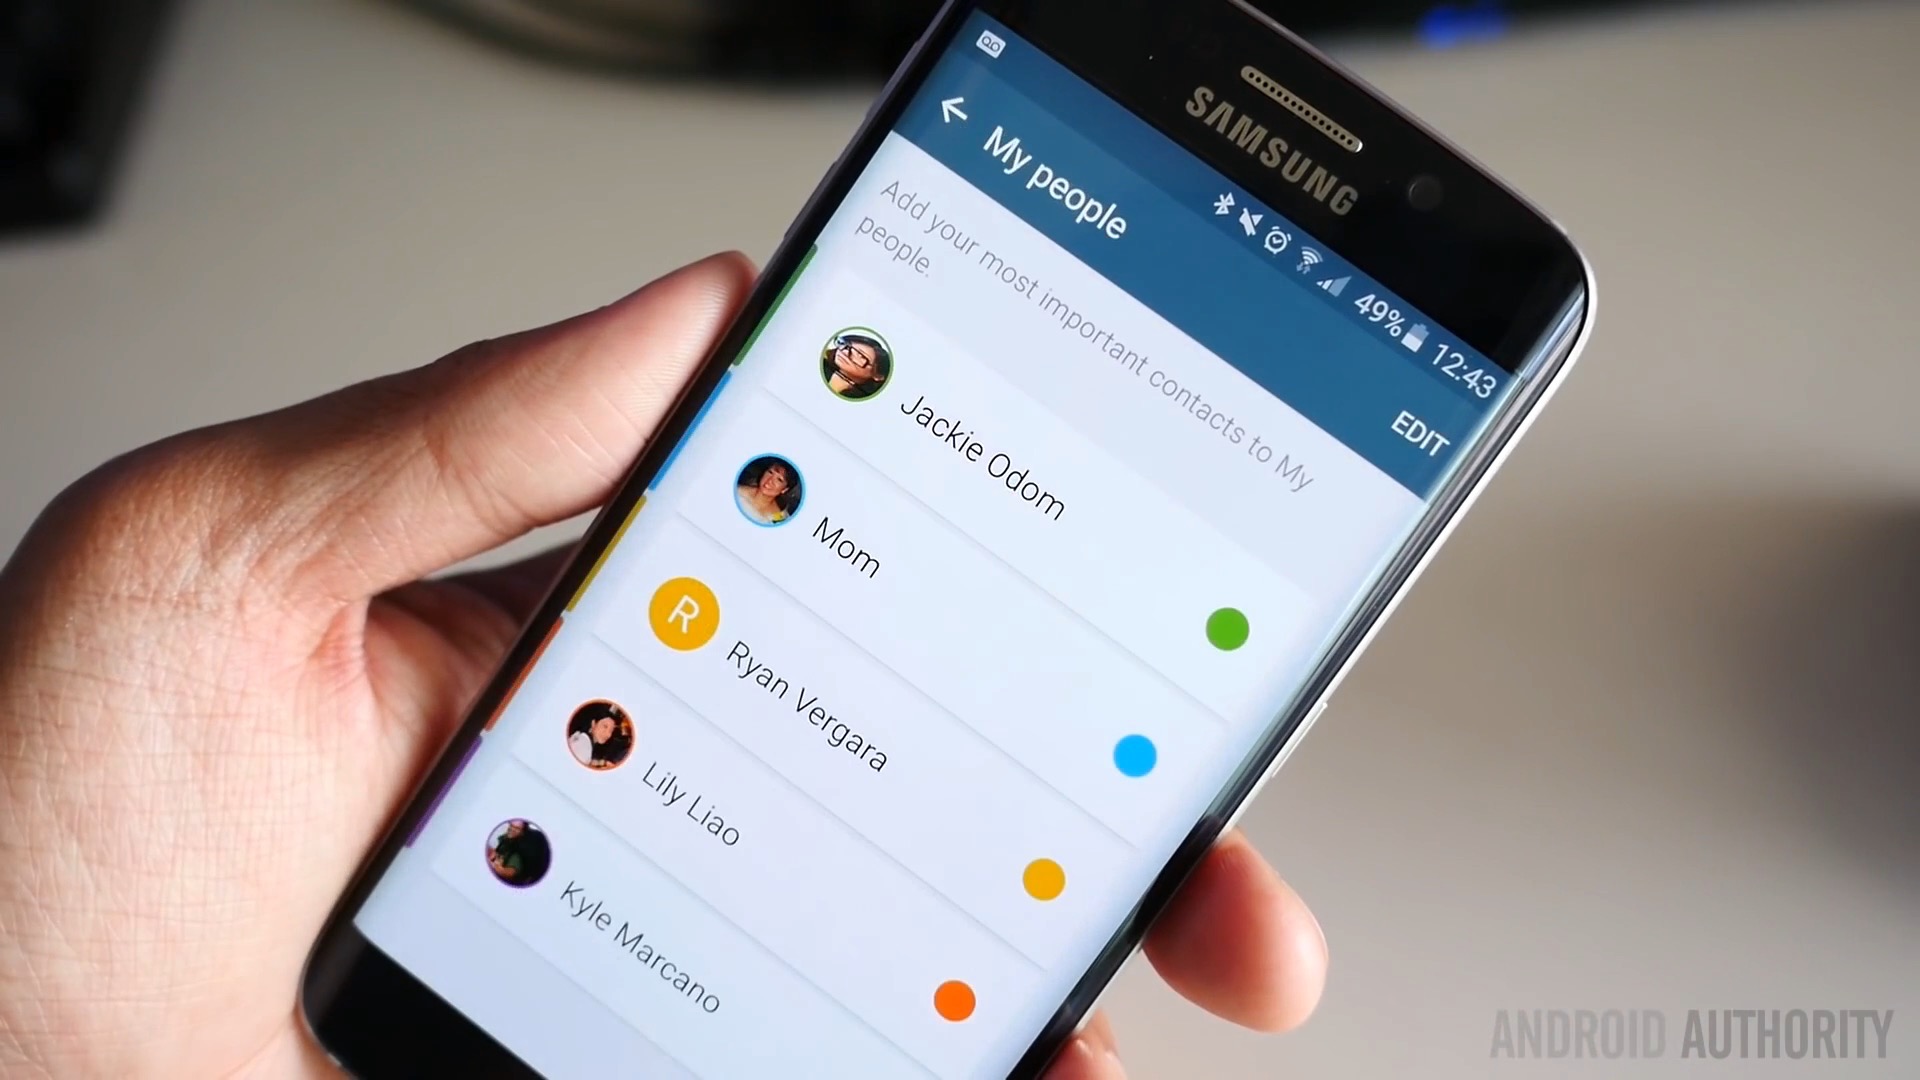 SAMSUNG
49% 12:43
My people
EDIT
Add your most important contacts to My
people.
Jackie Odom
Mom
R
Ryan Vergara
Lily Liao
Kyle Marcano
ANDROID AUTHORITY